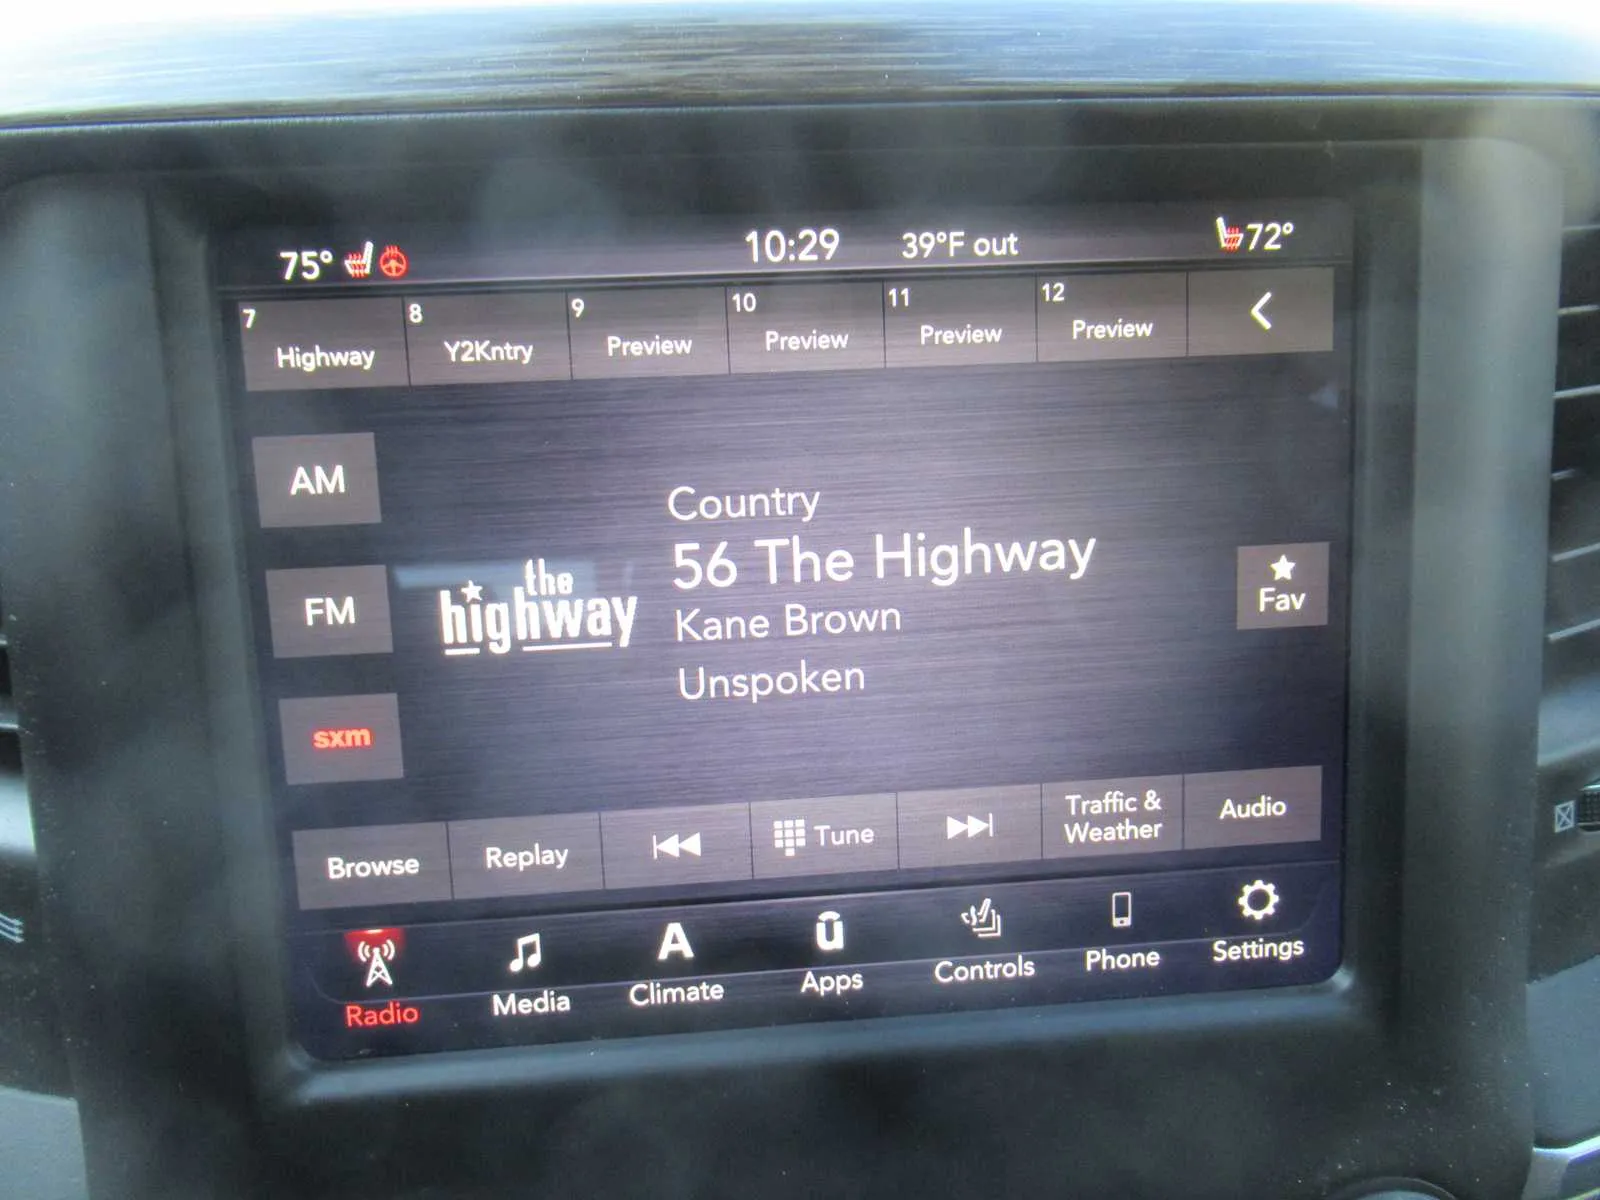 75° 10:29 39°F out 72°
7 Highway
8 Y2Kntry
9 Preview
10 Preview
11 Preview
12 Preview
AM
FM
sxm
the
highway
Country
56 The Highway
Kane Brown
Unspoken
Fav
Browse
Replay
Tune
Traffic &
Weather
Audio
Radio
Media
A
Climate
ū
Apps
Controls
Phone
Settings